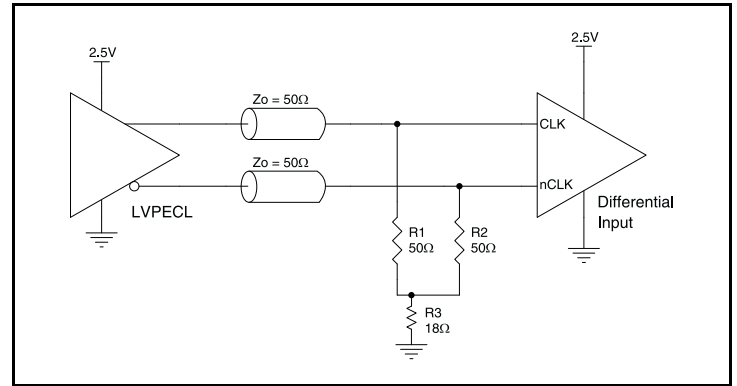 2.5V
2.5V
Zo = 50Ω
CLK
Zo = 50Ω
nCLK
LVPECL
Differential
Input
R1
50Ω
R2
50Ω
R3
18Ω